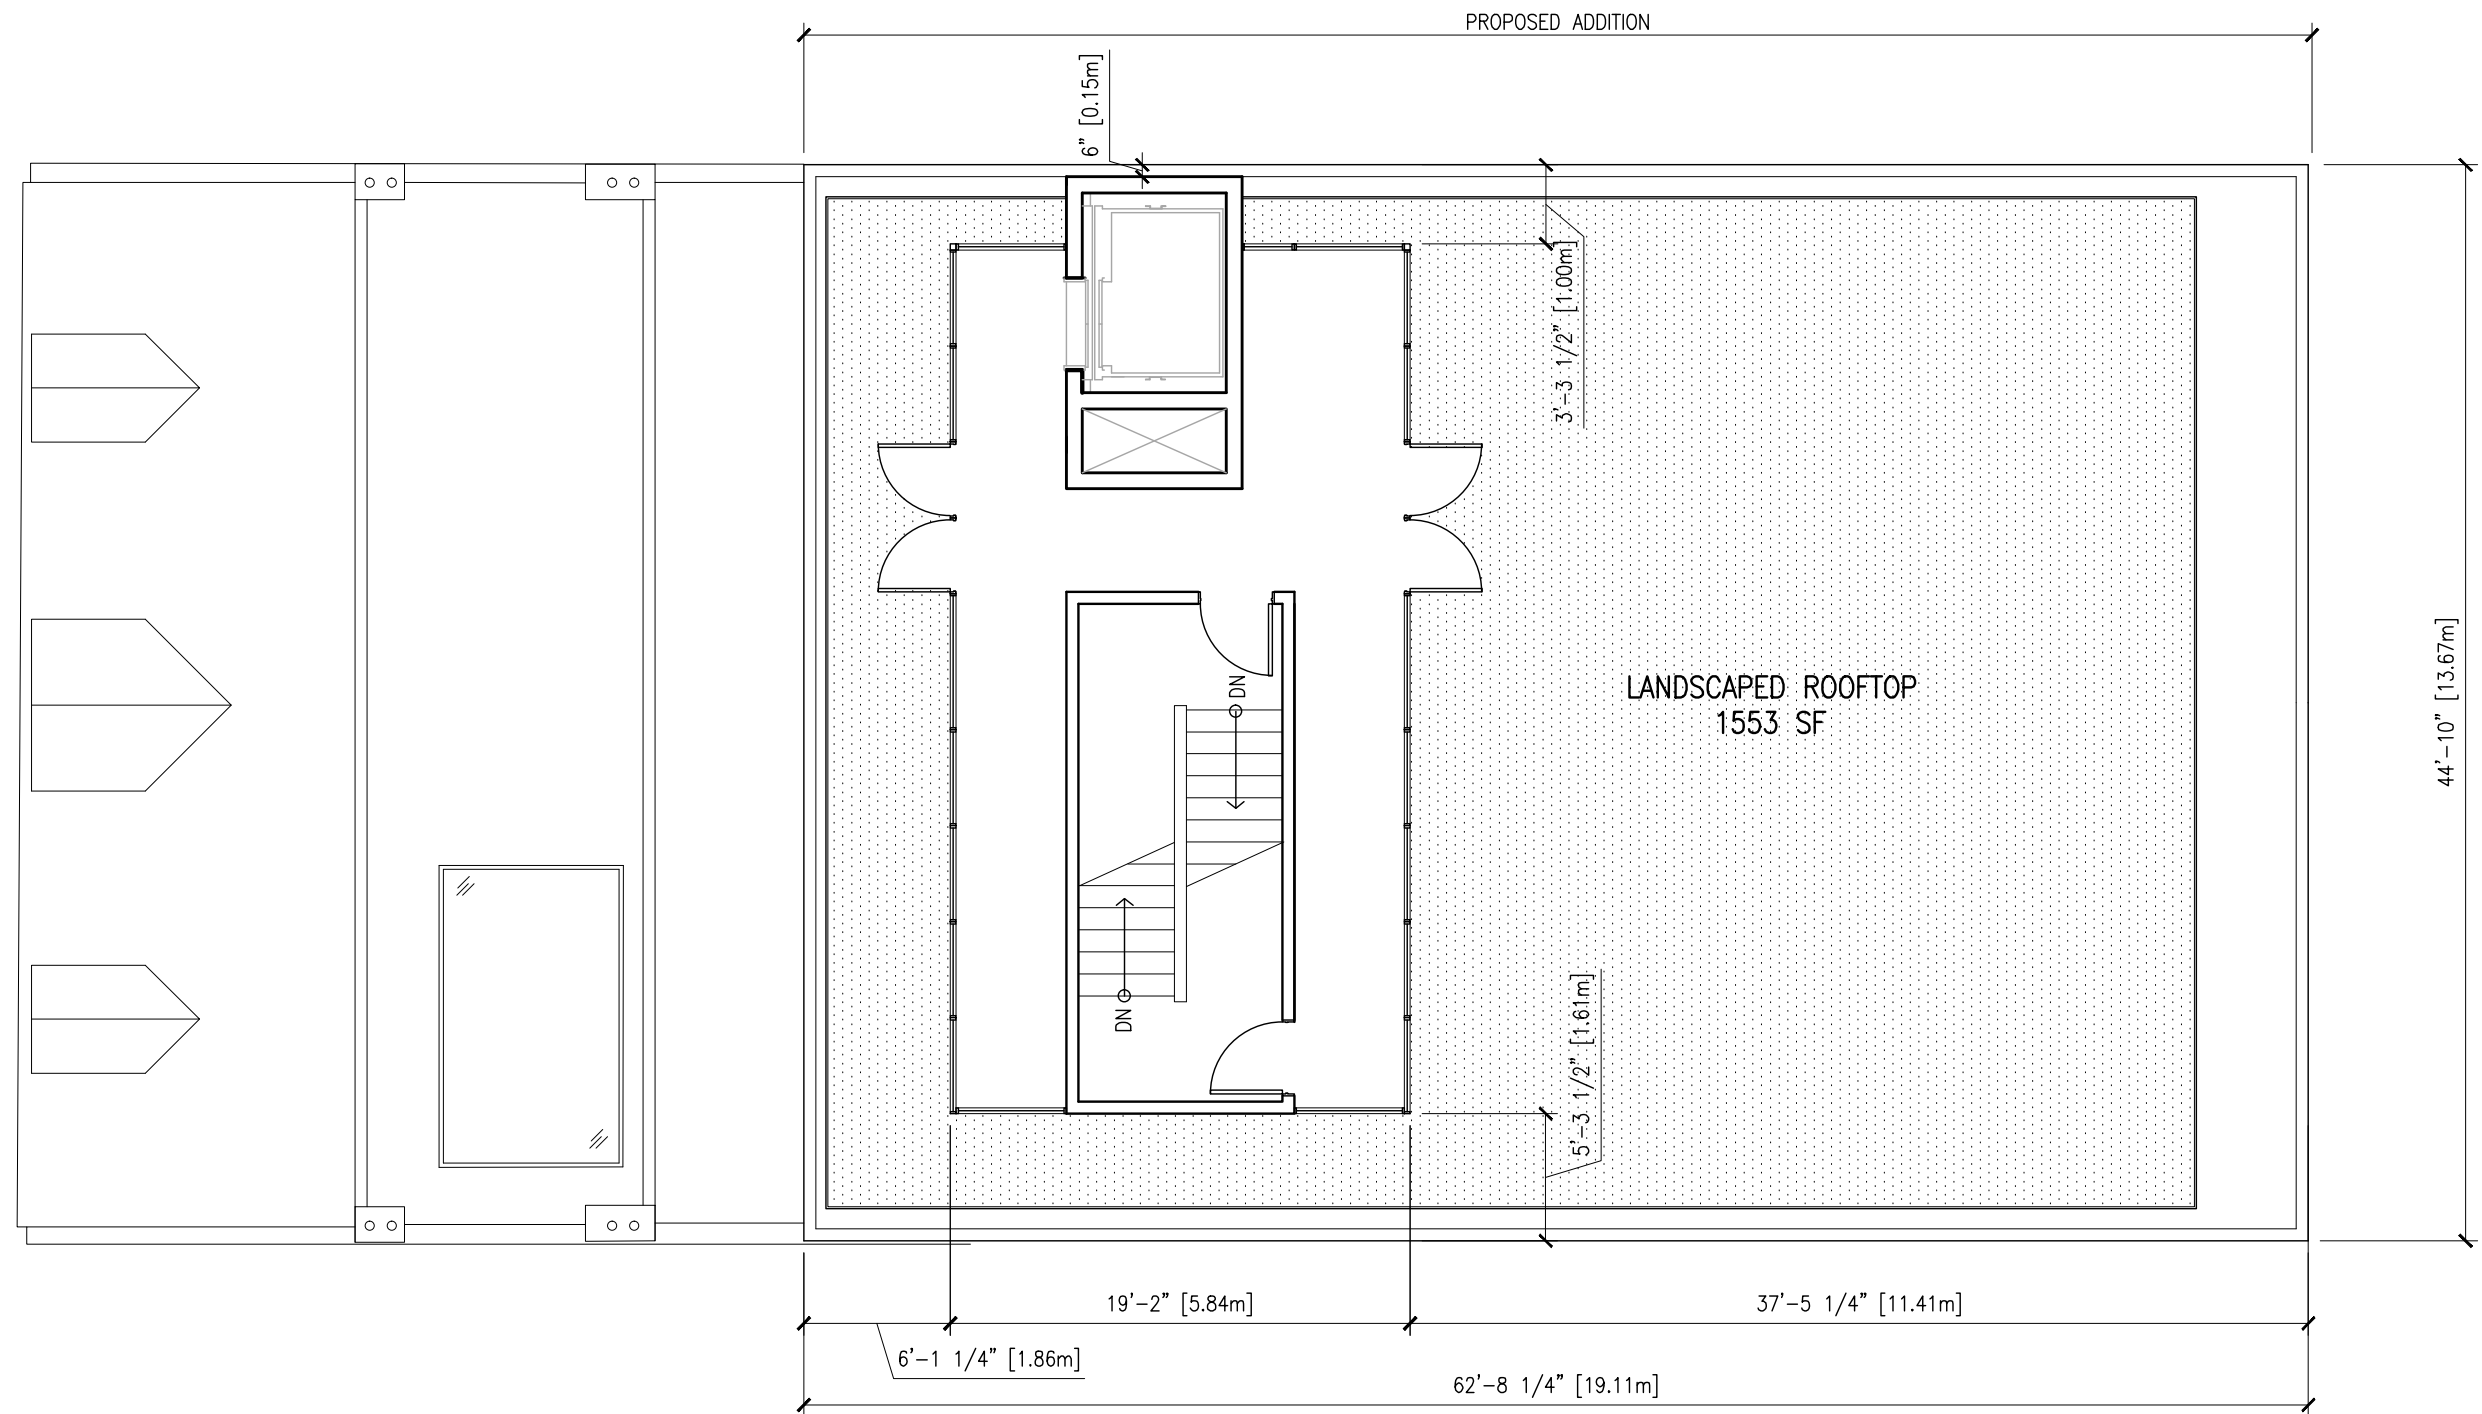 PROPOSED ADDITION
6" [0.15m]
3'-3 1/2" [1.00m]
DN
LANDSCAPED ROOFTOP
1553 SF
44'-10" [13.67m]
DN
5'-3 1/2" [1.61m]
19'-2" [5.84m]
37'-5 1/4" [11.41m]
6'-1 1/4" [1.86m]
62'-8 1/4" [19.11m]